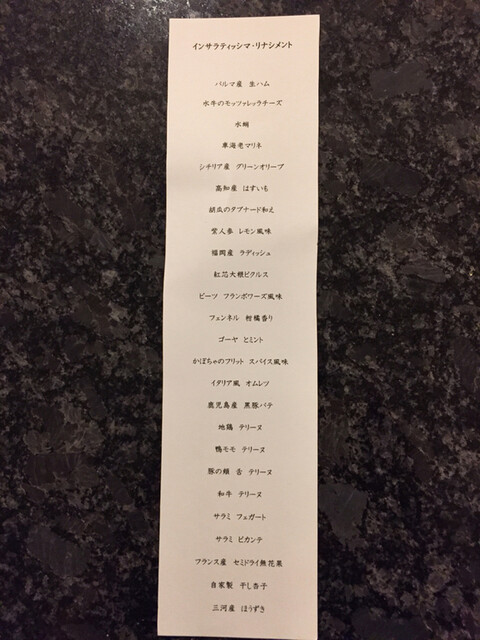 インサラティッシマ・リナシメント
パルマ産 生ハム
水牛のモッツァレッラチーズ
水蛸
車海老マリネ
シチリア産 グリーンオリーブ
高知産 はすいも
胡瓜のタプナード和え
紫人参 レモン風味
福岡産 ラディッシュ
紅芯大根ピクルス
ビーツ フランボワーズ風味
フェンネル 柑橘香り
ゴーヤ とミント
かぼちゃのフリット スパイス風味
イタリア風 オムレツ
鹿児島産 黒豚パテ
地鶏 テリーヌ
鴨モモ テリーヌ
豚の頬 舌 テリーヌ
和牛 テリーヌ
サラミ フェガート
サラミ ピカンテ
フランス産 セミドライ無花果
自家製 干し杏子
三河産 ほうずき